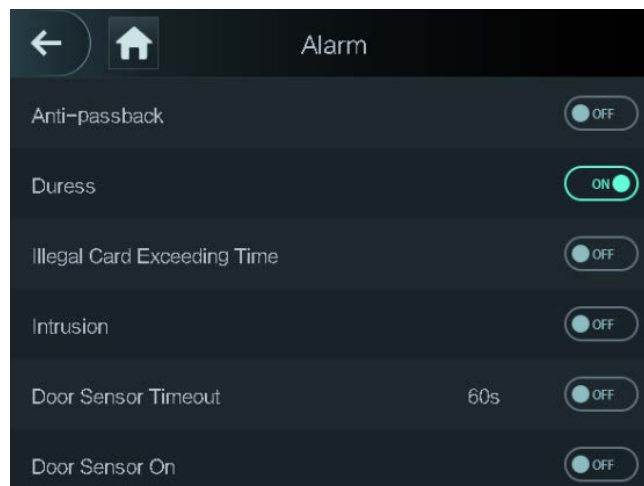 Alarm
Anti-passback OFF
Duress ON
Illegal Card Exceeding Time OFF
Intrusion OFF
Door Sensor Timeout 60s OFF
Door Sensor On OFF